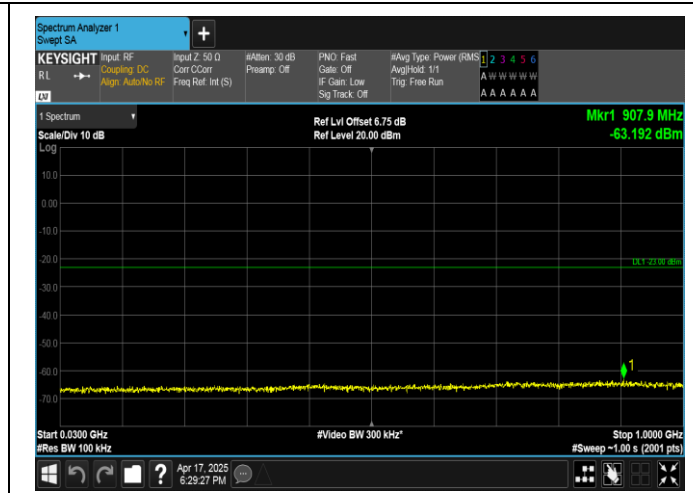 Spectrum Analyzer 1
Swept SA
+
KEYSIGHT
RL
LXI
Input: RF
Coupling: DC
Align: Auto/No RF
Input Z: 50 Ω
Corr CCorr
Freq Ref: Int (S)
#Atten: 30 dB
Preamp: Off
PNO: Fast
Gate: Off
IF Gain: Low
Sig Track: Off
#Avg Type: Power (RMS
Avg|Hold: 1/1
Trig: Free Run
1 2 3 4 5 6
A W W W W W
A A A A A A
1 Spectrum
Scale/Div 10 dB
Log
Ref Lvl Offset 6.75 dB
Ref Level 20.00 dBm
Mkr1 907.9 MHz
-63.192 dBm
10.0
0.00
-10.0
-20.0
DL1 -23.00 dBm
-30.0
-40.0
-50.0
-60.0
1
-70.0
Start 0.0300 GHz
#Res BW 100 kHz
#Video BW 300 kHz*
Stop 1.0000 GHz
#Sweep ~1.00 s (2001 pts)
?
Apr 17, 2025
6:29:27 PM